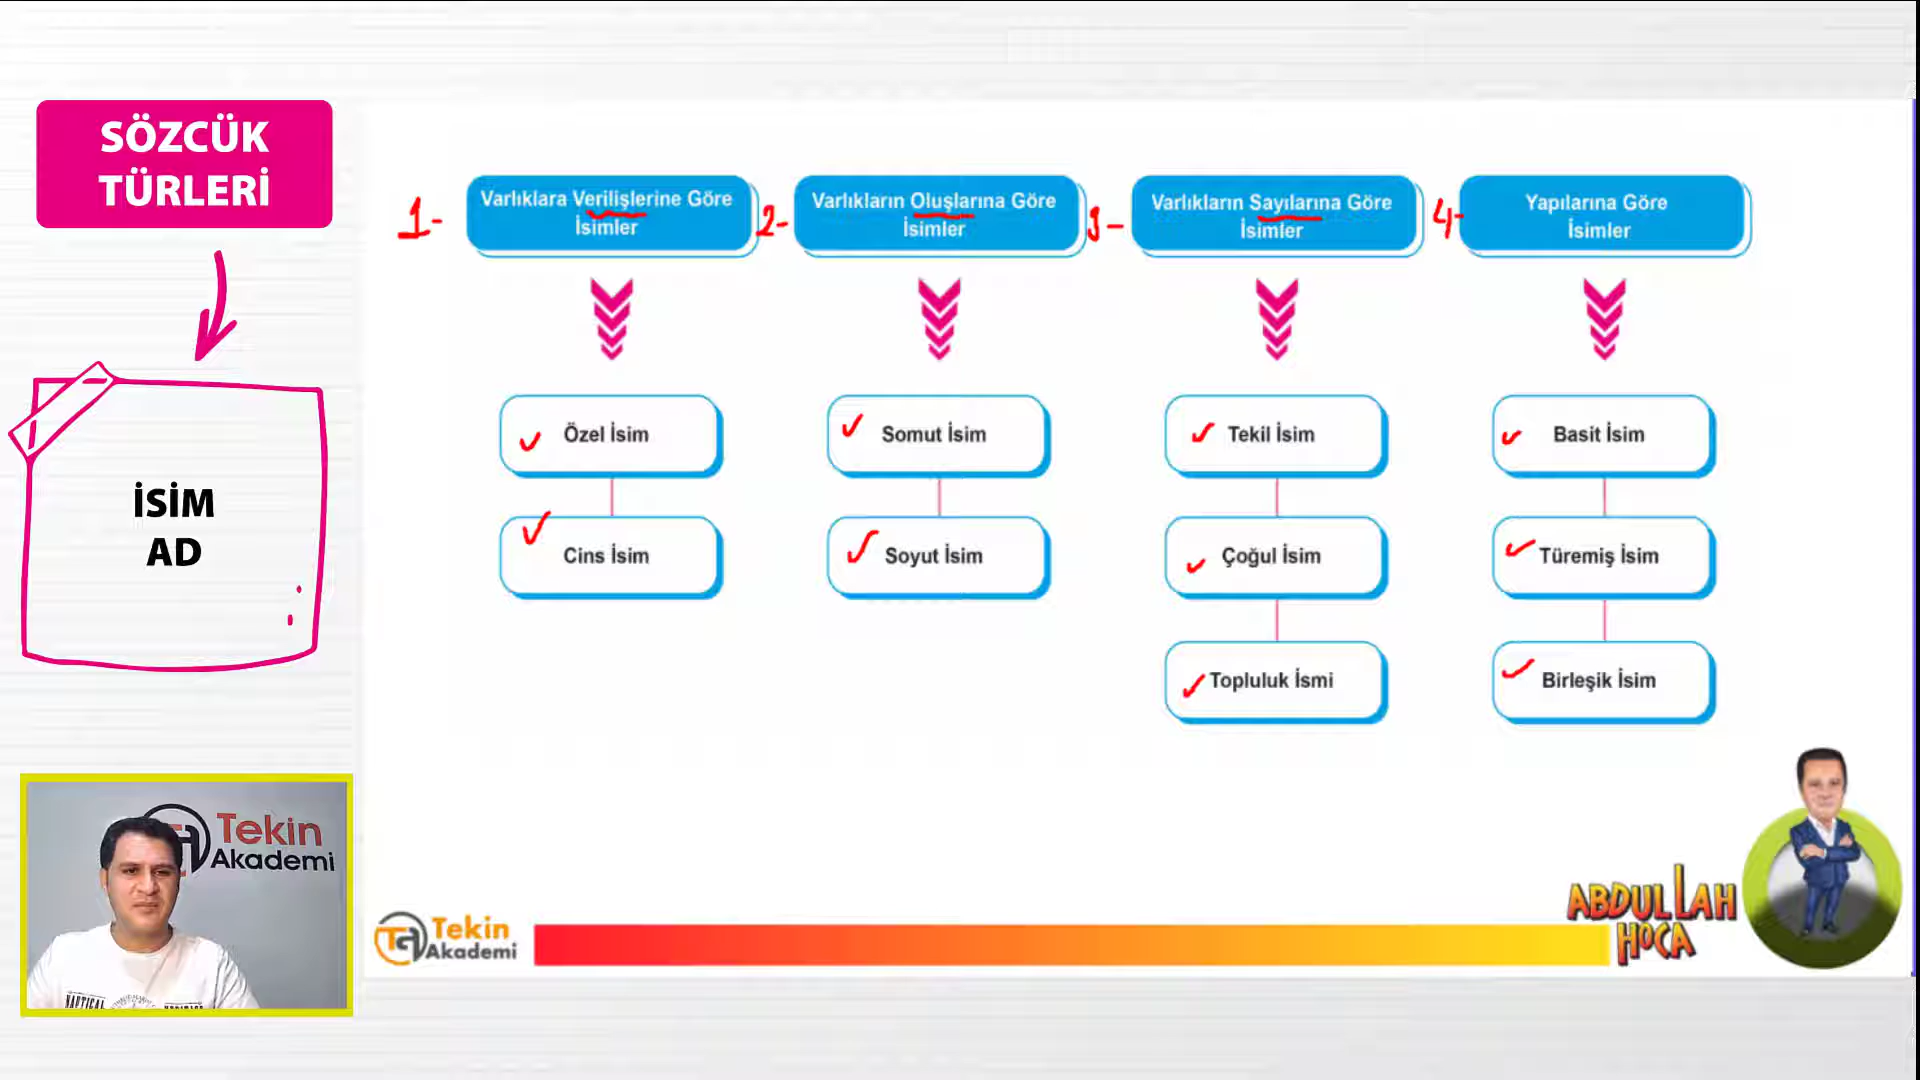 SÖZCÜK
TÜRLERİ
İSİM
AD
1-
Varlıklara Verilişlerine Göre
İsimler
2-
Varlıkların Oluşlarına Göre
İsimler
3-
Varlıkların Sayılarına Göre
İsimler
4-
Yapılarına Göre
İsimler
Özel İsim
Somut İsim
Tekil İsim
Basit İsim
Cins İsim
Soyut İsim
Çoğul İsim
Türemiş İsim
Topluluk İsmi
Birleşik İsim
Tekin
Akademi
NAUTICAL
Tekin
Akademi
ABDULLAH
HOCA